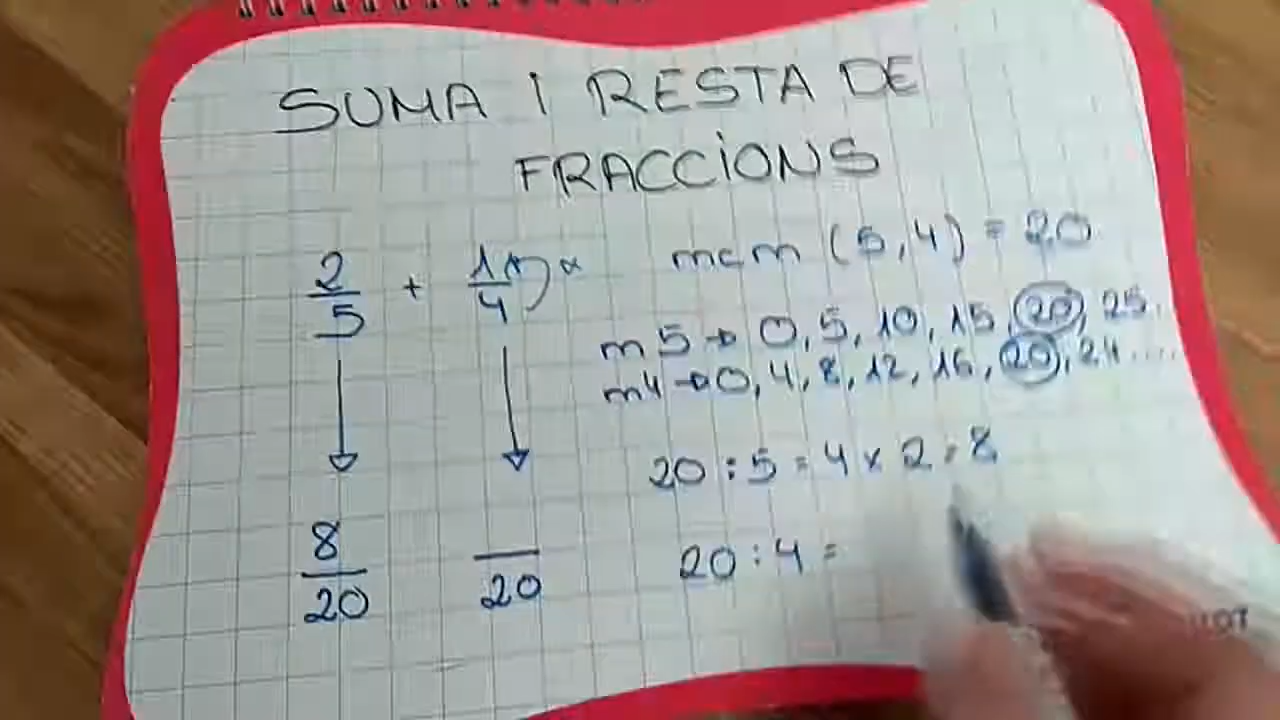 SUMA I RESTA DE
FRACCIONS
2/5 + 1/4 x
mcm (5,4) = 20
m5 → 0, 5, 10, 15, 20, 25.
m4 → 0, 4, 8, 12, 16, 20, 24....
20 : 5 = 4 x 2 = 8
8/20
/20
20 : 4 =